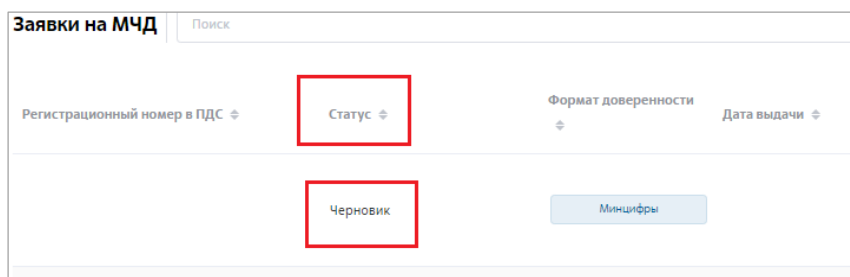 Заявки на МЧД Поиск
Регистрационный номер в ПДС Статус Формат доверенности Дата выдачи
Черновик Минцифры